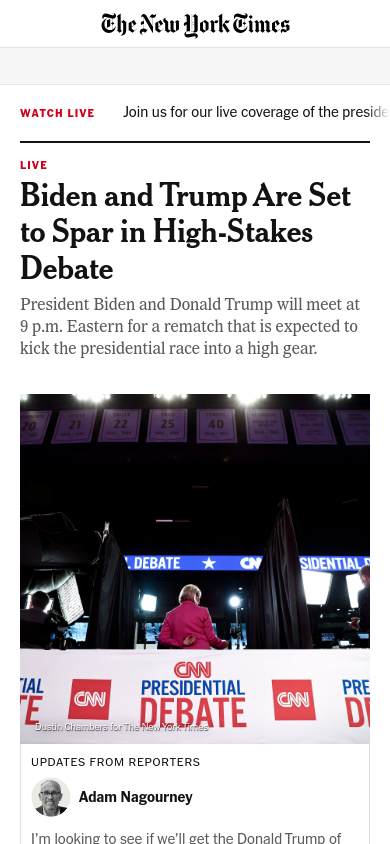 The New York Times
WATCH LIVE Join us for our live coverage of the
LIVE
Biden and Trump Are Set
to Spar in High-Stakes
Debate
President Biden and Donald Trump will meet at
9 p.m. Eastern for a rematch that is expected to
kick the presidential race into a high gear.
20 21 22 25 40
DEBATE CNN SIDENTIAL
CNN
IAL CNN PRESIDENTIAL CNN PRE
TE DEBATE D
Dustin Chambers for The New York Times
UPDATES FROM REPORTERS
Adam Nagourney
I'm looking to see if we'll get the Donald Trump of